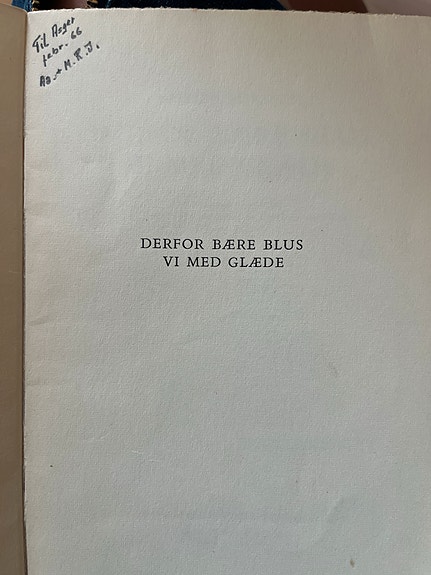 Til Asger
febr. 66
Aa. + M. R. J.
DERFOR BÆRE BLUS
VI MED GLÆDE